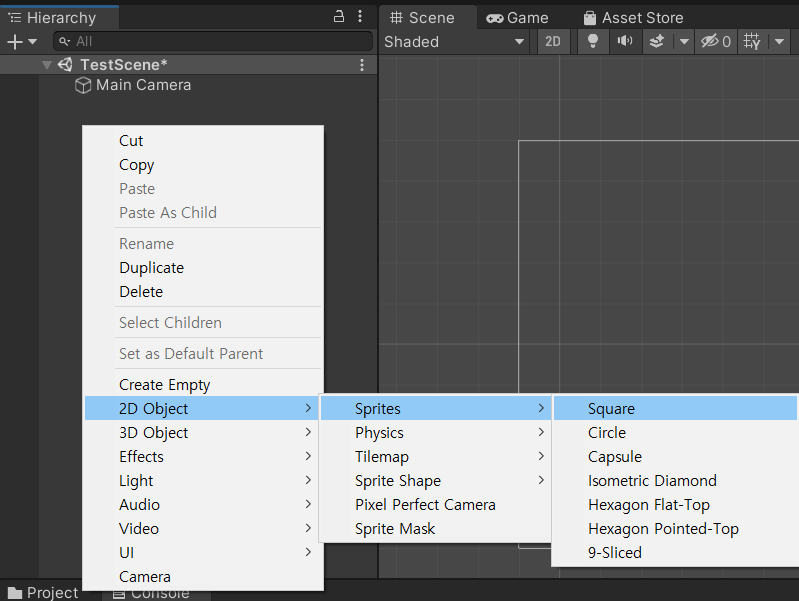 Hierarchy
All
TestScene*
Main Camera
Scene
Game
Asset Store
Shaded
2D
0
Cut
Copy
Paste
Paste As Child
Rename
Duplicate
Delete
Select Children
Set as Default Parent
Create Empty
2D Object
3D Object
Effects
Light
Audio
Video
UI
Camera
Sprites
Physics
Tilemap
Sprite Shape
Pixel Perfect Camera
Sprite Mask
Square
Circle
Capsule
Isometric Diamond
Hexagon Flat-Top
Hexagon Pointed-Top
9-Sliced
Project
Console